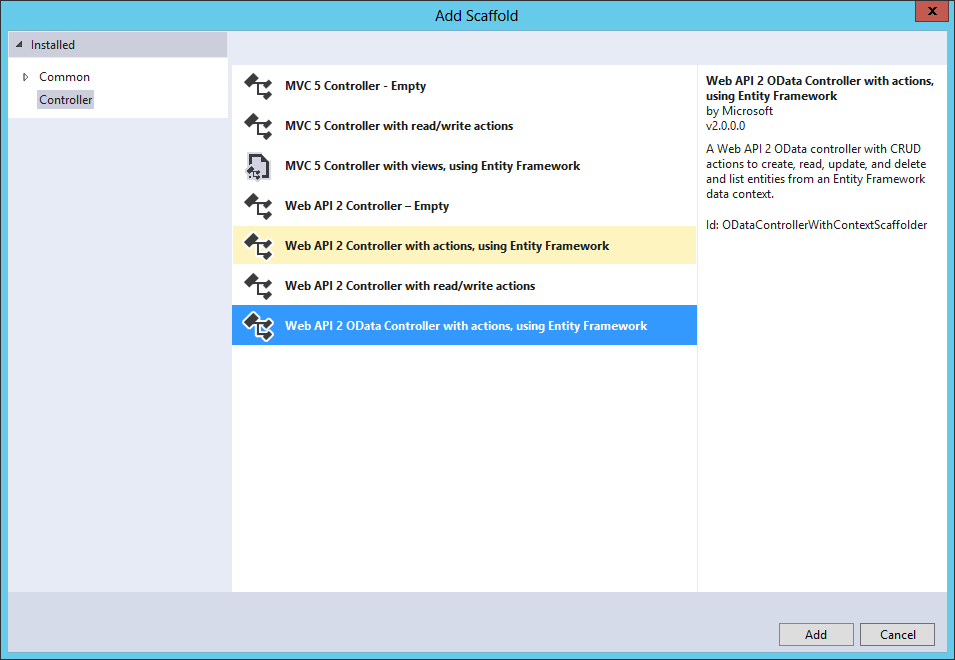 Add Scaffold
Installed
Common
Controller
MVC 5 Controller - Empty
MVC 5 Controller with read/write actions
MVC 5 Controller with views, using Entity Framework
Web API 2 Controller – Empty
Web API 2 Controller with actions, using Entity Framework
Web API 2 Controller with read/write actions
Web API 2 OData Controller with actions, using Entity Framework
Web API 2 OData Controller with actions,
using Entity Framework
by Microsoft
v2.0.0.0
A Web API 2 OData controller with CRUD
actions to create, read, update, and delete
and list entities from an Entity Framework
data context.
Id: ODataControllerWithContextScaffolder
Add
Cancel